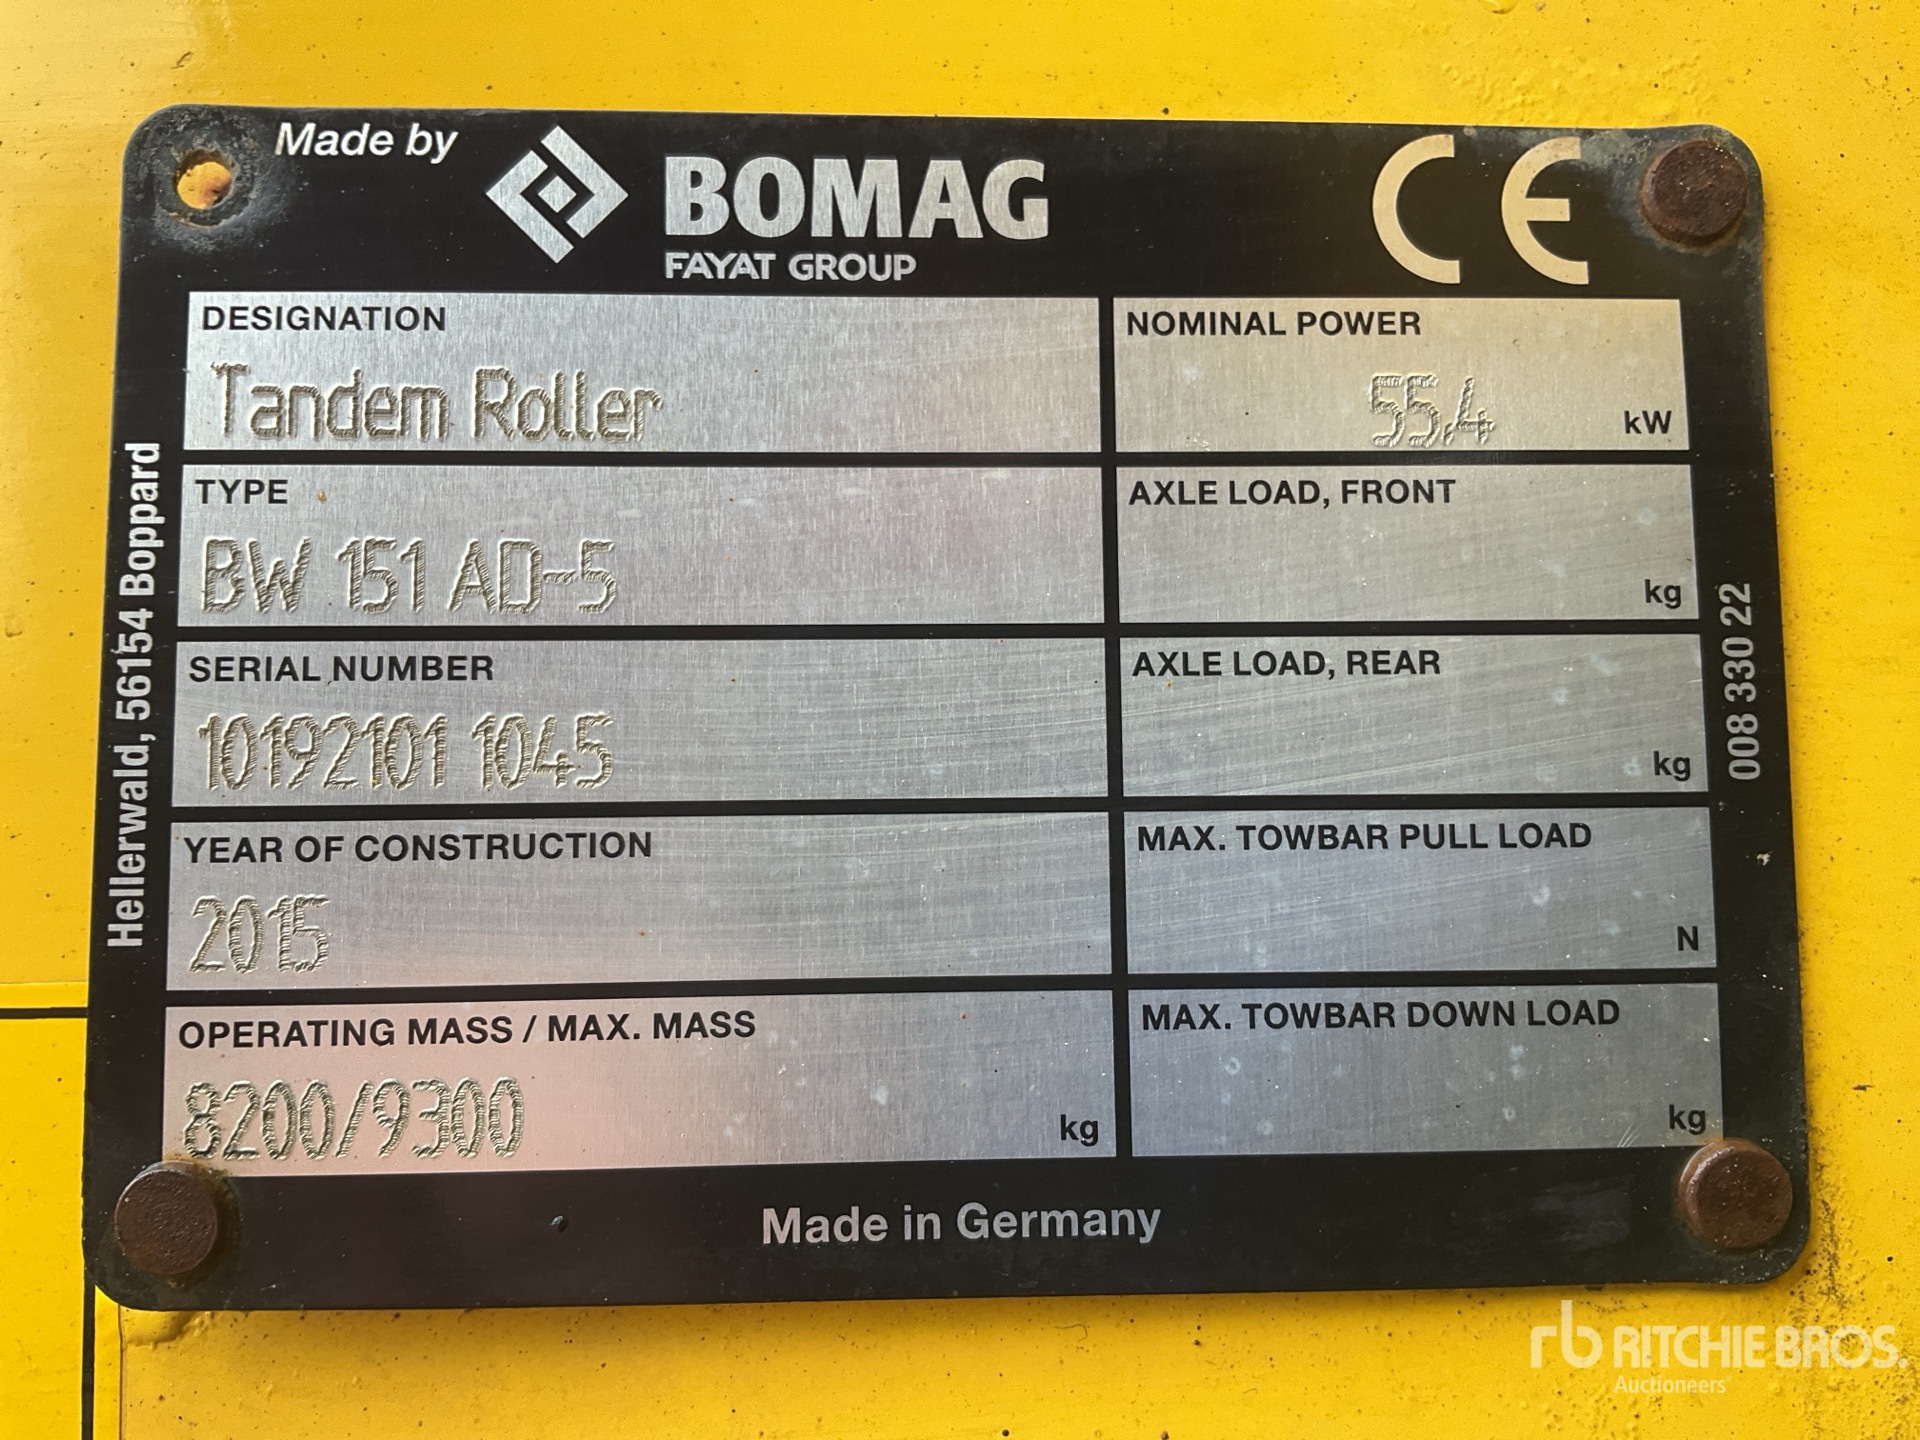 Made by
BOMAG
FAYAT GROUP
CE
DESIGNATION
Tandem Roller
NOMINAL POWER
55,4 kW
TYPE
BW 151 AD-5
AXLE LOAD, FRONT
kg
SERIAL NUMBER
10192101 1045
AXLE LOAD, REAR
kg
YEAR OF CONSTRUCTION
2015
MAX. TOWBAR PULL LOAD
N
OPERATING MASS / MAX. MASS
8200/9300 kg
MAX. TOWBAR DOWN LOAD
kg
Made in Germany
Hellerwald, 56154 Boppard
008 330 22
rb RITCHIE BROS.
Auctioneers